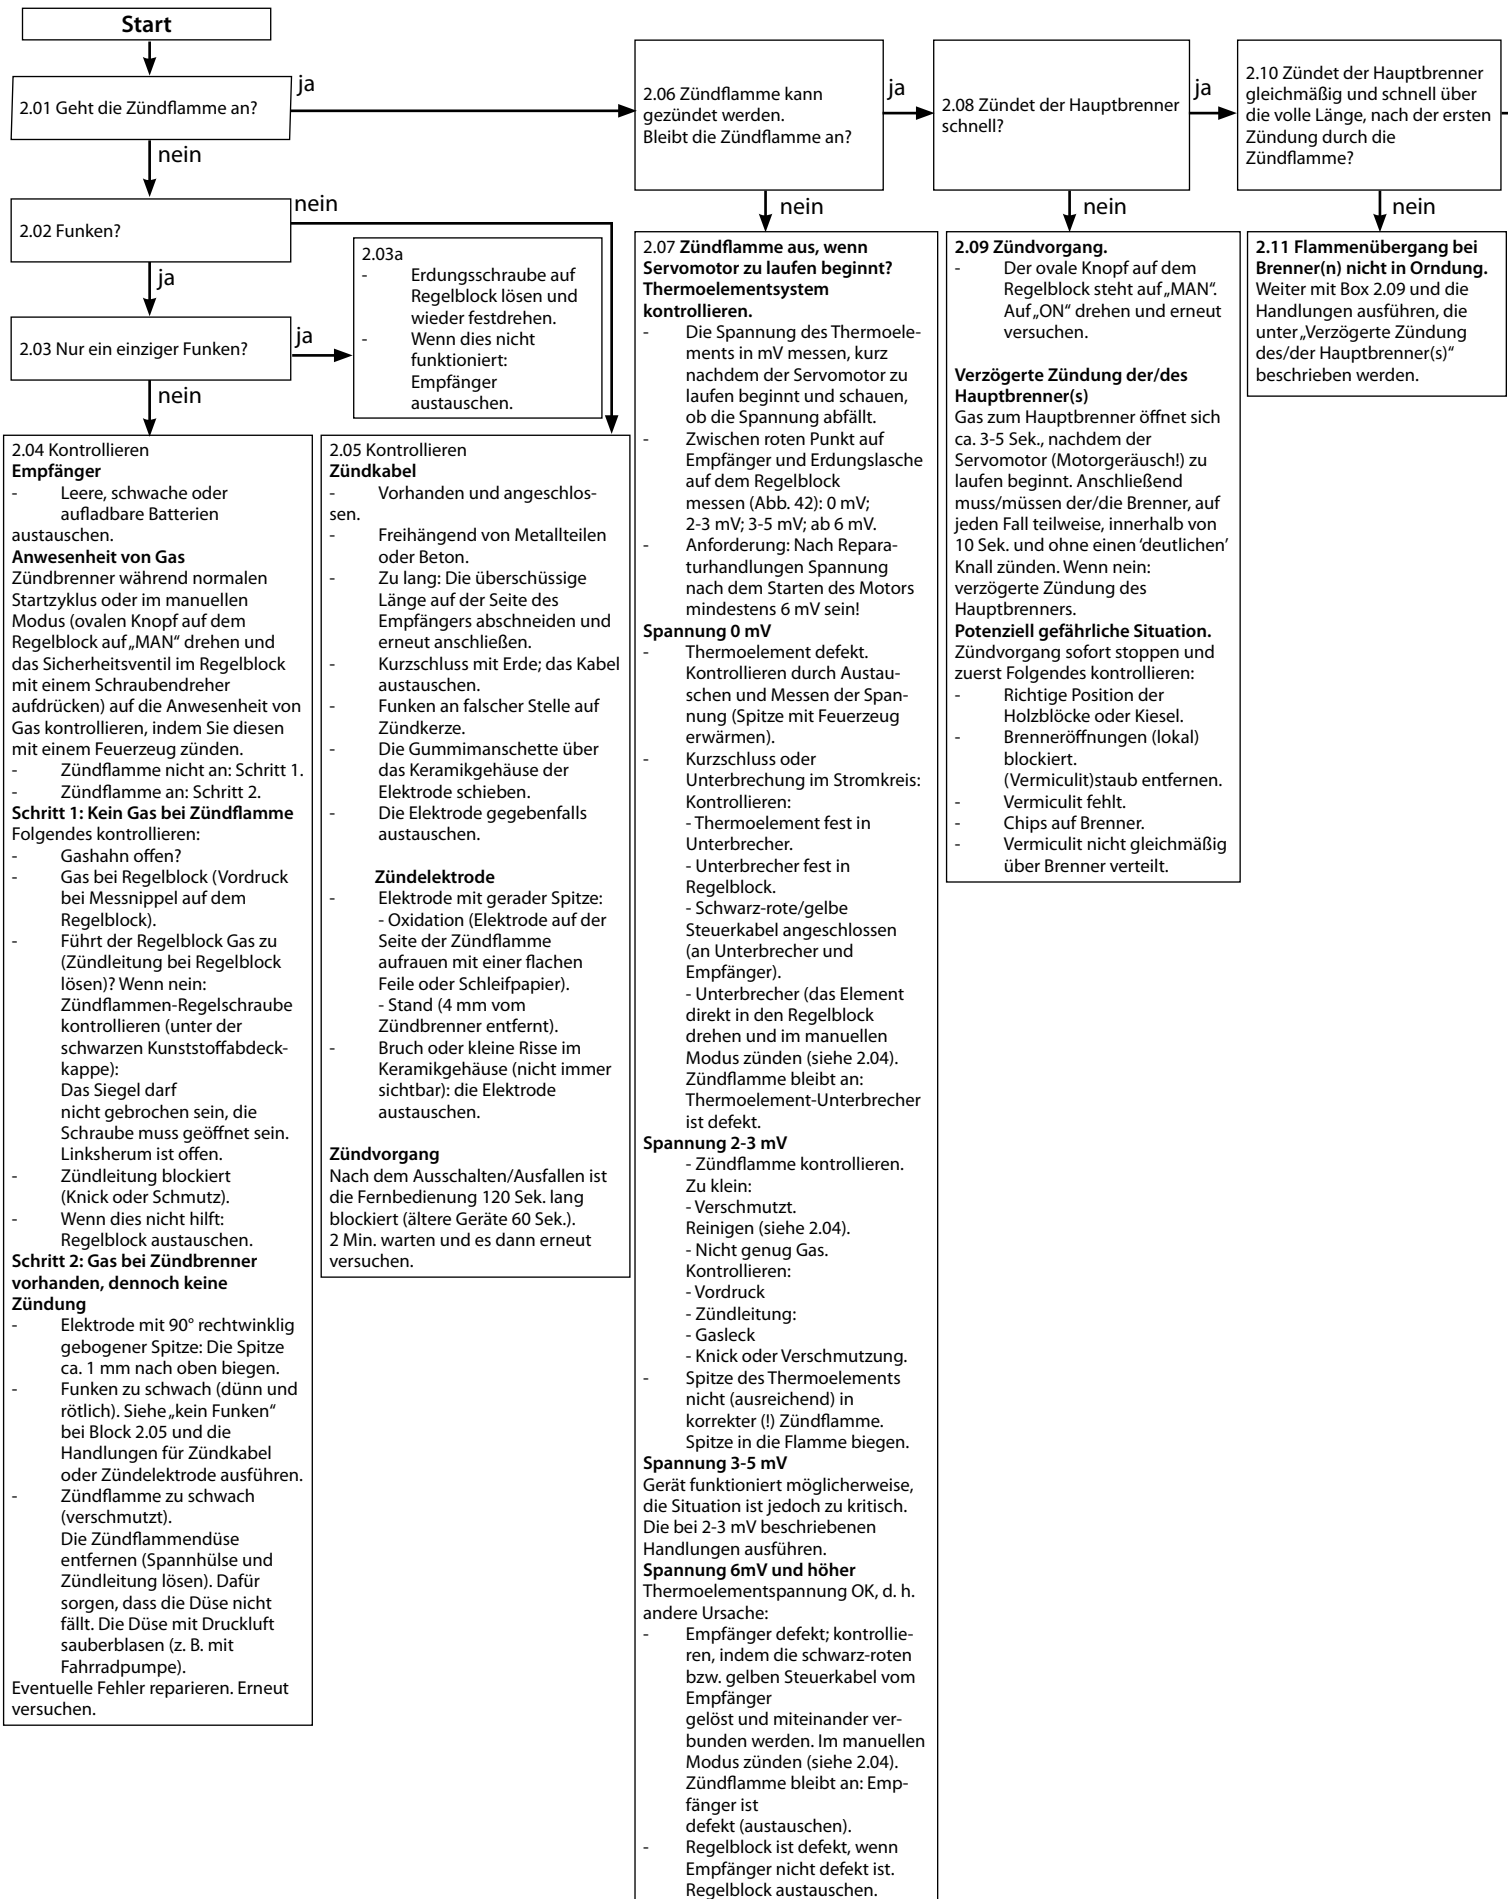 Start
2.01 Geht die Zündflamme an?
ja
nein
2.02 Funken?
nein
ja
2.03 Nur ein einziger Funken?
ja
nein
2.03a
- Erdungsschraube auf
Regelblock lösen und
wieder festdrehen.
- Wenn dies nicht
funktioniert:
Empfänger
austauschen.
2.04 Kontrollieren
Empfänger
- Leere, schwache oder
aufladbare Batterien
austauschen.
Anwesenheit von Gas
Zündbrenner während normalen
Startzyklus oder im manuellen
Modus (ovalen Knopf auf dem
Regelblock auf „MAN" drehen und
das Sicherheitsventil im Regelblock
mit einem Schraubendreher
aufdrücken) auf die Anwesenheit von
Gas kontrollieren, indem Sie diesen
mit einem Feuerzeug zünden.
- Zündflamme nicht an: Schritt 1.
- Zündflamme an: Schritt 2.
Schritt 1: Kein Gas bei Zündflamme
Folgendes kontrollieren:
- Gashahn offen?
- Gas bei Regelblock (Vordruck
bei Messnippel auf dem
Regelblock).
- Führt der Regelblock Gas zu
(Zündleitung bei Regelblock
lösen)? Wenn nein:
Zündflammen-Regelschraube
kontrollieren (unter der
schwarzen Kunststoffabdeck-
kappe):
Das Siegel darf
nicht gebrochen sein, die
Schraube muss geöffnet sein.
Linksherum ist offen.
- Zündleitung blockiert
(Knick oder Schmutz).
- Wenn dies nicht hilft:
Regelblock austauschen.
Schritt 2: Gas bei Zündbrenner
vorhanden, dennoch keine
Zündung
- Elektrode mit 90° rechtwinklig
gebogener Spitze: Die Spitze
ca. 1 mm nach oben biegen.
- Funken zu schwach (dünn und
rötlich). Siehe „kein Funken"
bei Block 2.05 und die
Handlungen für Zündkabel
oder Zündelektrode ausführen.
- Zündflamme zu schwach
(verschmutzt).
Die Zündflammendüse
entfernen (Spannhülse und
Zündleitung lösen). Dafür
sorgen, dass die Düse nicht
fällt. Die Düse mit Druckluft
sauberblasen (z. B. mit
Fahrradpumpe).
Eventuelle Fehler reparieren. Erneut
versuchen.
2.05 Kontrollieren
Zündkabel
- Vorhanden und angeschlos-
sen.
- Freihängend von Metallteilen
oder Beton.
- Zu lang: Die überschüssige
Länge auf der Seite des
Empfängers abschneiden und
erneut anschließen.
- Kurzschluss mit Erde; das Kabel
austauschen.
- Funken an falscher Stelle auf
Zündkerze.
- Die Gummimanschette über
das Keramikgehäuse der
Elektrode schieben.
- Die Elektrode gegebenfalls
austauschen.
Zündelektrode
- Elektrode mit gerader Spitze:
- Oxidation (Elektrode auf der
Seite der Zündflamme
aufrauen mit einer flachen
Feile oder Schleifpapier).
- Stand (4 mm vom
Zündbrenner entfernt).
- Bruch oder kleine Risse im
Keramikgehäuse (nicht immer
sichtbar): die Elektrode
austauschen.
Zündvorgang
Nach dem Ausschalten/Ausfallen ist
die Fernbedienung 120 Sek. lang
blockiert (ältere Geräte 60 Sek.).
2 Min. warten und es dann erneut
versuchen.
2.06 Zündflamme kann
gezündet werden.
Bleibt die Zündflamme an?
ja
nein
2.07 Zündflamme aus, wenn
Servomotor zu laufen beginnt?
Thermoelementsystem
kontrollieren.
- Die Spannung des Thermoele-
ments in mV messen, kurz
nachdem der Servomotor zu
laufen beginnt und schauen,
ob die Spannung abfällt.
- Zwischen roten Punkt auf
Empfänger und Erdungslasche
auf dem Regelblock
messen (Abb. 42): 0 mV;
2-3 mV; 3-5 mV; ab 6 mV.
- Anforderung: Nach Repara-
turhandlungen Spannung
nach dem Starten des Motors
mindestens 6 mV sein!
Spannung 0 mV
- Thermoelement defekt.
Kontrollieren durch Austau-
schen und Messen der Span-
nung (Spitze mit Feuerzeug
erwärmen).
- Kurzschluss oder
Unterbrechung im Stromkreis:
Kontrollieren:
- Thermoelement fest in
Unterbrecher.
- Unterbrecher fest in
Regelblock.
- Schwarz-rote/gelbe
Steuerkabel angeschlossen
(an Unterbrecher und
Empfänger).
- Unterbrecher (das Element
direkt in den Regelblock
drehen und im manuellen
Modus zünden (siehe 2.04).
Zündflamme bleibt an:
Thermoelement-Unterbrecher
ist defekt.
Spannung 2-3 mV
- Zündflamme kontrollieren.
Zu klein:
- Verschmutzt.
Reinigen (siehe 2.04).
- Nicht genug Gas.
Kontrollieren:
- Vordruck
- Zündleitung:
- Gasleck
- Knick oder Verschmutzung.
- Spitze des Thermoelements
nicht (ausreichend) in
korrekter (!) Zündflamme.
Spitze in die Flamme biegen.
Spannung 3-5 mV
Gerät funktioniert möglicherweise,
die Situation ist jedoch zu kritisch.
Die bei 2-3 mV beschriebenen
Handlungen ausführen.
Spannung 6mV und höher
Thermoelementspannung OK, d. h.
andere Ursache:
- Empfänger defekt; kontrollie-
ren, indem die schwarz-roten
bzw. gelben Steuerkabel vom
Empfänger
gelöst und miteinander ver-
bunden werden. Im manuellen
Modus zünden (siehe 2.04).
Zündflamme bleibt an: Emp-
fänger ist
defekt (austauschen).
- Regelblock ist defekt, wenn
Empfänger nicht defekt ist.
Regelblock austauschen.
2.08 Zündet der Hauptbrenner
schnell?
ja
nein
2.09 Zündvorgang.
- Der ovale Knopf auf dem
Regelblock steht auf „MAN".
Auf „ON" drehen und erneut
versuchen.
Verzögerte Zündung der/des
Hauptbrenner(s)
Gas zum Hauptbrenner öffnet sich
ca. 3-5 Sek., nachdem der
Servomotor (Motorgeräusch!) zu
laufen beginnt. Anschließend
muss/müssen der/die Brenner, auf
jeden Fall teilweise, innerhalb von
10 Sek. und ohne einen 'deutlichen'
Knall zünden. Wenn nein:
verzögerte Zündung des
Hauptbrenners.
Potenziell gefährliche Situation.
Zündvorgang sofort stoppen und
zuerst Folgendes kontrollieren:
- Richtige Position der
Holzblöcke oder Kiesel.
- Brenneröffnungen (lokal)
blockiert.
(Vermiculit)staub entfernen.
- Vermiculit fehlt.
- Chips auf Brenner.
- Vermiculit nicht gleichmäßig
über Brenner verteilt.
2.10 Zündet der Hauptbrenner
gleichmäßig und schnell über
die volle Länge, nach der ersten
Zündung durch die
Zündflamme?
nein
2.11 Flammenübergang bei
Brenner(n) nicht in Orndung.
Weiter mit Box 2.09 und die
Handlungen ausführen, die
unter „Verzögerte Zündung
des/der Hauptbrenner(s)"
beschrieben werden.